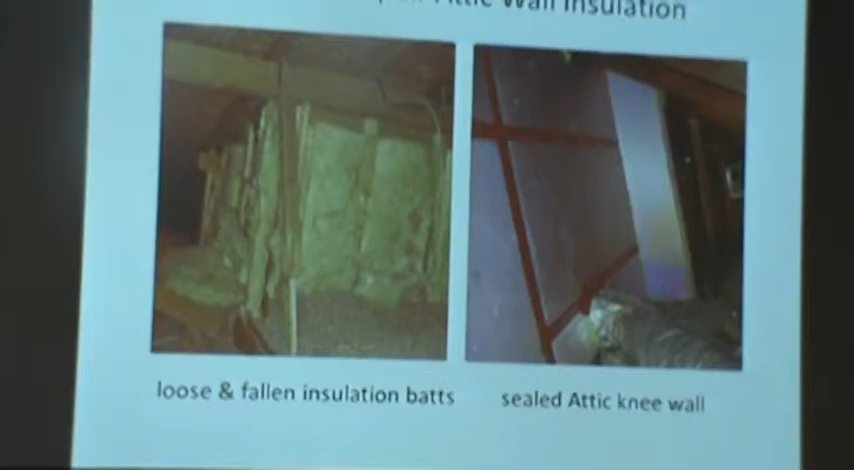 Attic Wall Insulation
loose & fallen insulation batts
sealed Attic knee wall